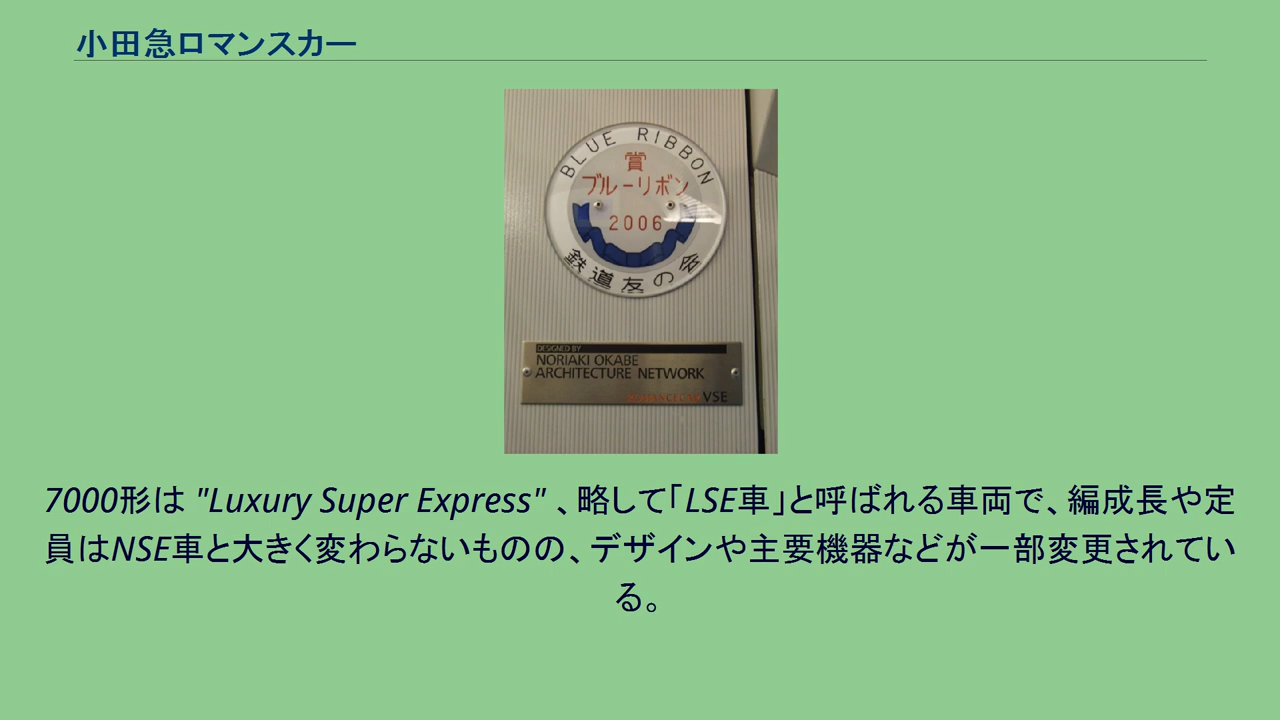 小田急ロマンスカー
BLUE RIBBON
賞
ブルーリボン
2006
鉄道友の会
DESIGNED BY
NORIAKI OKABE
ARCHITECTURE NETWORK
VSE
7000形は "Luxury Super Express" 、略して「LSE車」と呼ばれる車両で、編成長や定
員はNSE車と大きく変わらないものの、デザインや主要機器などが一部変更されてい
る。